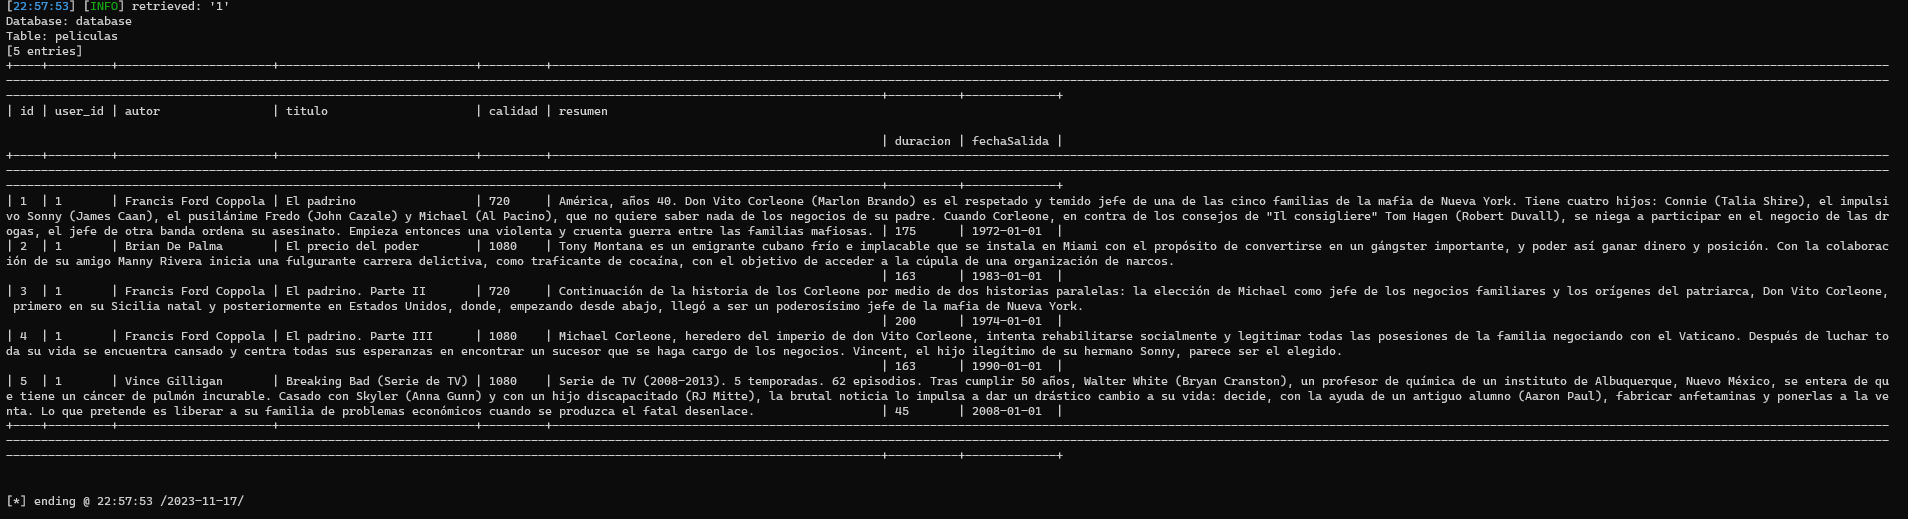 [22:57:53] [INFO] retrieved: '1'
Database: database
Table: peliculas
[5 entries]
| id | user_id | autor | titulo | calidad | resumen
| duracion | fechaSalida |
| 1 | 1 | Francis Ford Coppola | El padrino | 720 | América, años 40. Don Vito Corleone (Marlon Brando) es el respetado y temido jefe de una de las cinco familias de la mafia de Nueva York. Tiene cuatro hijos: Connie (Talia Shire), el impulsi
vo Sonny (James Caan), el pusilánime Fredo (John Cazale) y Michael (Al Pacino), que no quiere saber nada de los negocios de su padre. Cuando Corleone, en contra de los consejos de "Il consigliere" Tom Hagen (Robert Duvall), se niega a participar en el negocio de las dr
ogas, el jefe de otra banda ordena su asesinato. Empieza entonces una violenta y cruenta guerra entre las familias mafiosas. | 175 | 1972-01-01 |
| 2 | 1 | Brian De Palma | El precio del poder | 1080 | Tony Montana es un emigrante cubano frío e implacable que se instala en Miami con el propósito de convertirse en un gángster importante, y poder así ganar dinero y posición. Con la colaborac
ión de su amigo Manny Rivera inicia una fulgurante carrera delictiva, como traficante de cocaína, con el objetivo de acceder a la cúpula de una organización de narcos.
| 163 | 1983-01-01 |
| 3 | 1 | Francis Ford Coppola | El padrino. Parte II | 720 | Continuación de la historia de los Corleone por medio de dos historias paralelas: la elección de Michael como jefe de los negocios familiares y los orígenes del patriarca, Don Vito Corleone,
primero en su Sicilia natal y posteriormente en Estados Unidos, donde, empezando desde abajo, llegó a ser un poderosísimo jefe de la mafia de Nueva York.
| 200 | 1974-01-01 |
| 4 | 1 | Francis Ford Coppola | El padrino. Parte III | 1080 | Michael Corleone, heredero del imperio de don Vito Corleone, intenta rehabilitarse socialmente y legitimar todas las posesiones de la familia negociando con el Vaticano. Después de luchar to
da su vida se encuentra cansado y centra todas sus esperanzas en encontrar un sucesor que se haga cargo de los negocios. Vincent, el hijo ilegítimo de su hermano Sonny, parece ser el elegido.
| 163 | 1990-01-01 |
| 5 | 1 | Vince Gilligan | Breaking Bad (Serie de TV) | 1080 | Serie de TV (2008-2013). 5 temporadas. 62 episodios. Tras cumplir 50 años, Walter White (Bryan Cranston), un profesor de química de un instituto de Albuquerque, Nuevo México, se entera de qu
e tiene un cáncer de pulmón incurable. Casado con Skyler (Anna Gunn) y con un hijo discapacitado (RJ Mitte), la brutal noticia lo impulsa a dar un drástico cambio a su vida: decide, con la ayuda de un antiguo alumno (Aaron Paul), fabricar anfetaminas y ponerlas a la ve
nta. Lo que pretende es liberar a su familia de problemas económicos cuando se produzca el fatal desenlace. | 45 | 2008-01-01 |
[*] ending @ 22:57:53 /2023-11-17/